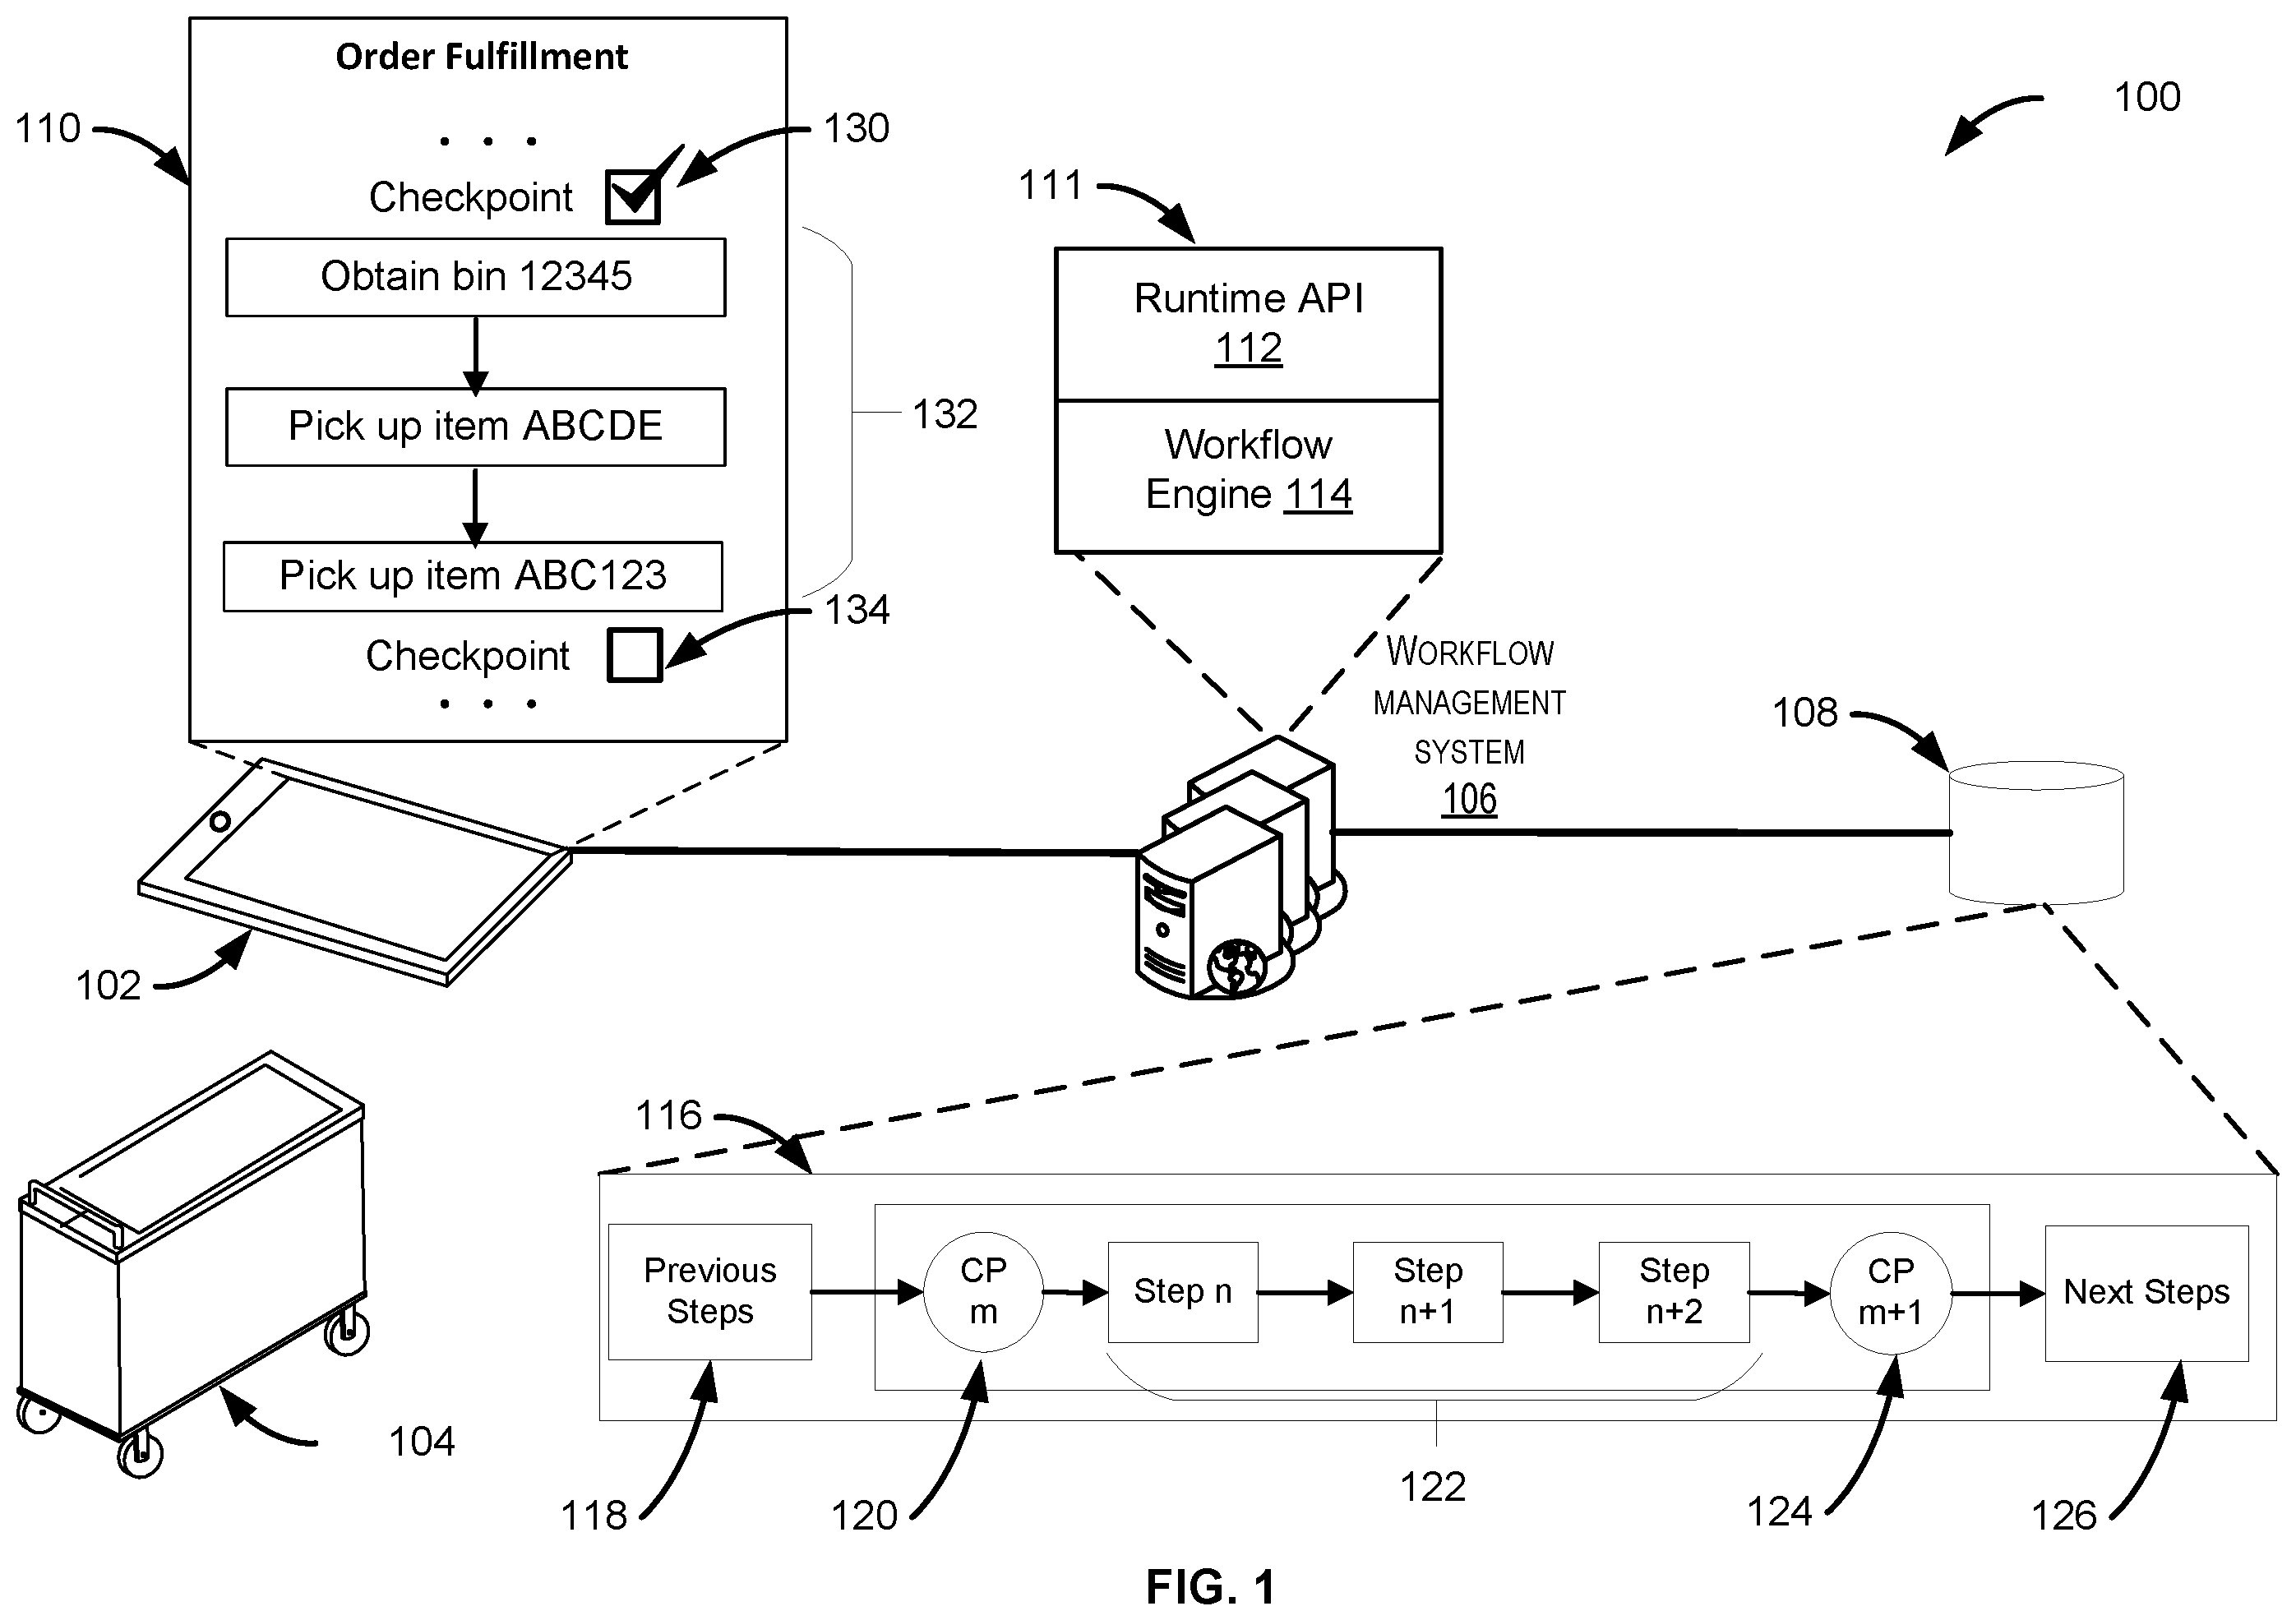 Order Fulfillment
110
. . .
130
Checkpoint
Obtain bin 12345
Pick up item ABCDE
132
Pick up item ABC123
134
Checkpoint
. . .
102
104
100
111
Runtime API
112
Workflow
Engine 114
WORKFLOW
MANAGEMENT
SYSTEM
106
108
116
Previous
Steps
CP
m
Step n
Step
n+1
Step
n+2
CP
m+1
Next Steps
118
120
122
124
126
FIG. 1